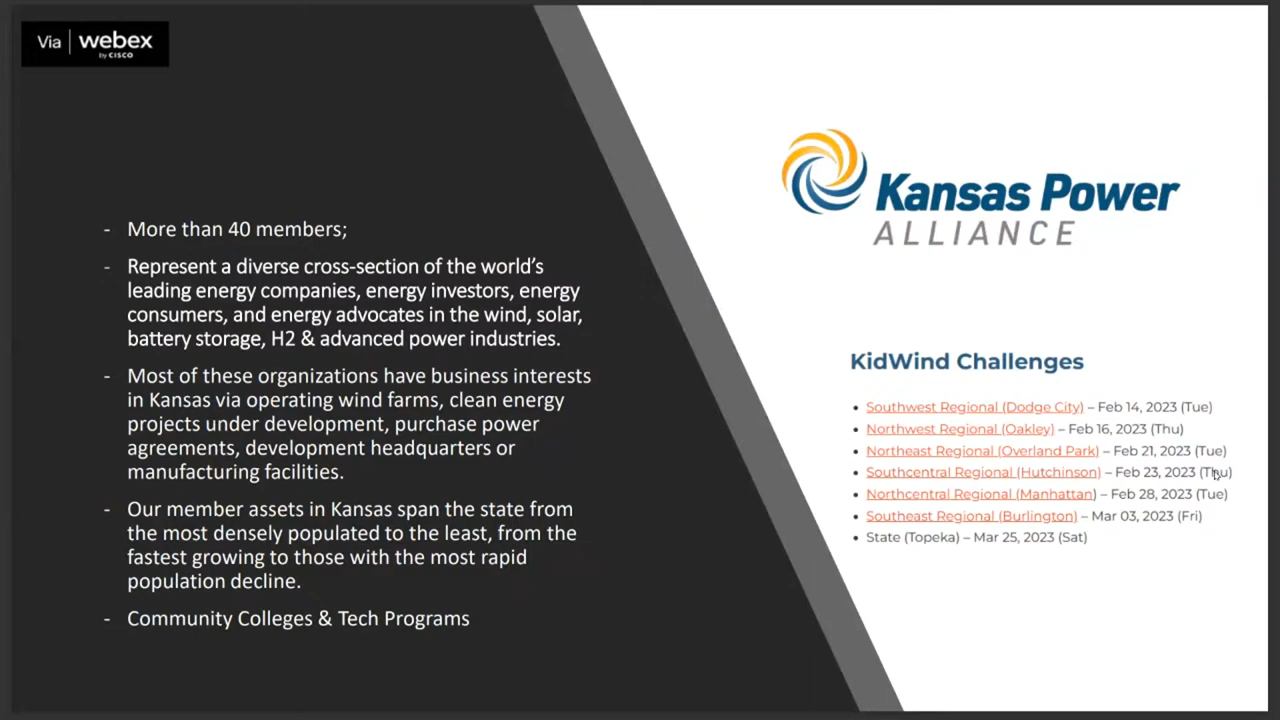 Via | webex
by CISCO
- More than 40 members;
- Represent a diverse cross-section of the world's
leading energy companies, energy investors, energy
consumers, and energy advocates in the wind, solar,
battery storage, H2 & advanced power industries.
- Most of these organizations have business interests
in Kansas via operating wind farms, clean energy
projects under development, purchase power
agreements, development headquarters or
manufacturing facilities.
- Our member assets in Kansas span the state from
the most densely populated to the least, from the
fastest growing to those with the most rapid
population decline.
- Community Colleges & Tech Programs
Kansas Power
ALLIANCE
KidWind Challenges
• Southwest Regional (Dodge City) – Feb 14, 2023 (Tue)
• Northwest Regional (Oakley) – Feb 16, 2023 (Thu)
• Northeast Regional (Overland Park) – Feb 21, 2023 (Tue)
• Southcentral Regional (Hutchinson) – Feb 23, 2023 (Thu)
• Northcentral Regional (Manhattan) – Feb 28, 2023 (Tue)
• Southeast Regional (Burlington) – Mar 03, 2023 (Fri)
• State (Topeka) – Mar 25, 2023 (Sat)